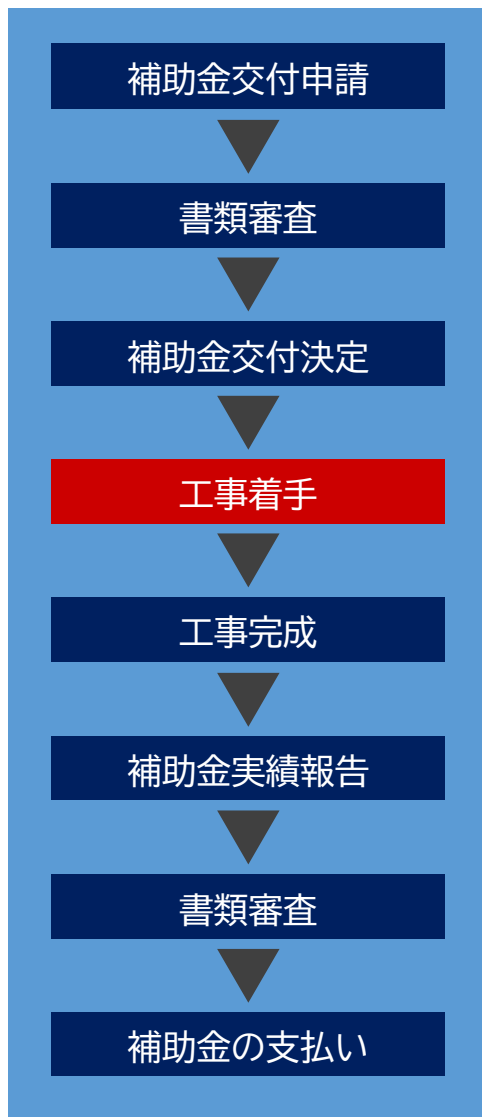 補助金交付申請
書類審査
補助金交付決定
工事着手
工事完成
補助金実績報告
書類審査
補助金の支払い